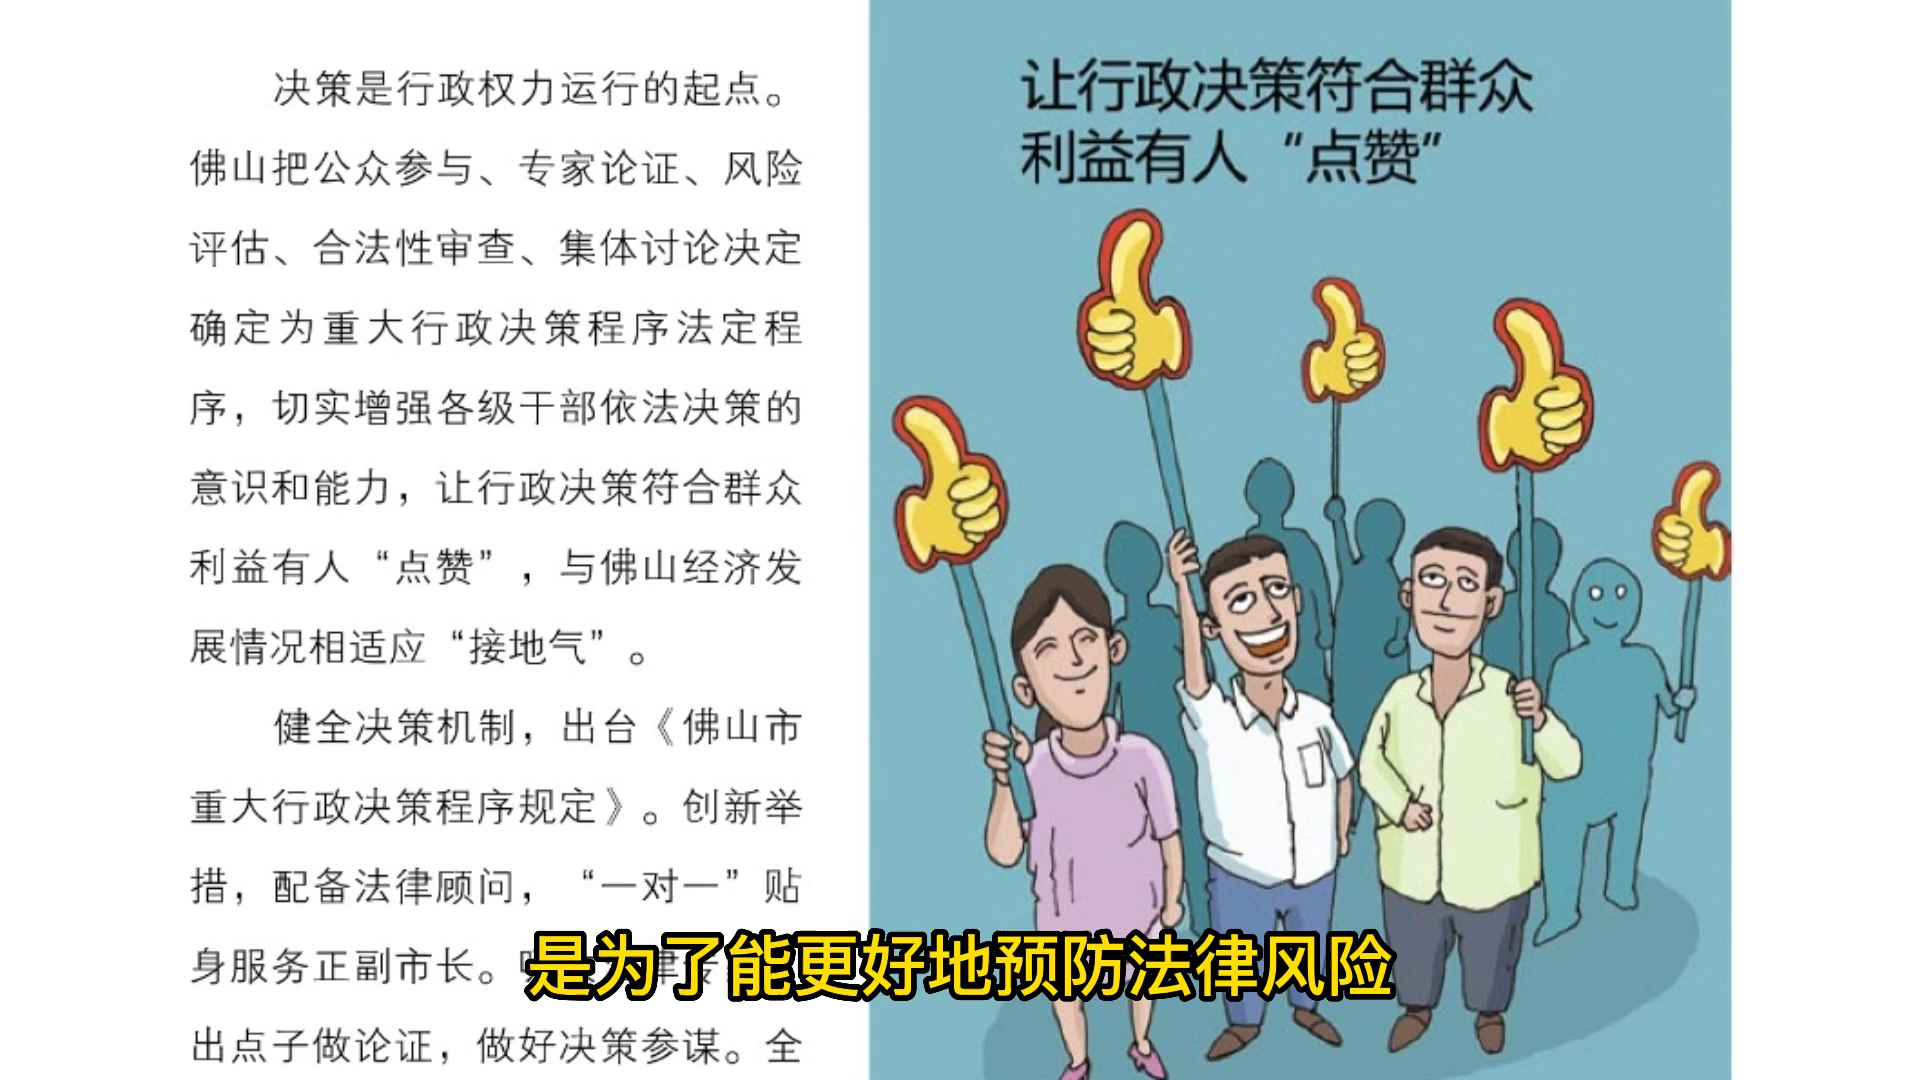 决策是行政权力运行的起点。
佛山把公众参与、专家论证、风险
评估、合法性审查、集体讨论决定
确定为重大行政决策程序法定程
序，切实增强各级干部依法决策的
意识和能力，让行政决策符合群众
利益有人“点赞”，与佛山经济发
展情况相适应“接地气”。
健全决策机制，出台《佛山市
重大行政决策程序规定》。创新举
措，配备法律顾问，“一对一”贴
身服务正副市长。
出点子做论证，做好决策参谋。全
让行政决策符合群众
利益有人“点赞”
是为了能更好地预防法律风险